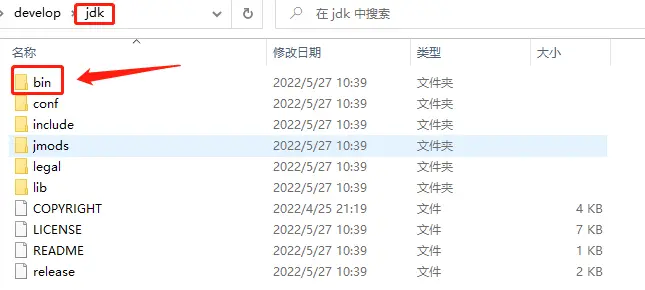 develop > jdk 在 jdk 中搜索
名称 修改日期 类型 大小
bin 2022/5/27 10:39 文件夹
conf 2022/5/27 10:39 文件夹
include 2022/5/27 10:39 文件夹
jmods 2022/5/27 10:39 文件夹
legal 2022/5/27 10:39 文件夹
lib 2022/5/27 10:39 文件夹
COPYRIGHT 2022/4/25 21:19 文件 4 KB
LICENSE 2022/5/27 10:39 文件 7 KB
README 2022/5/27 10:39 文件 1 KB
release 2022/5/27 10:39 文件 2 KB